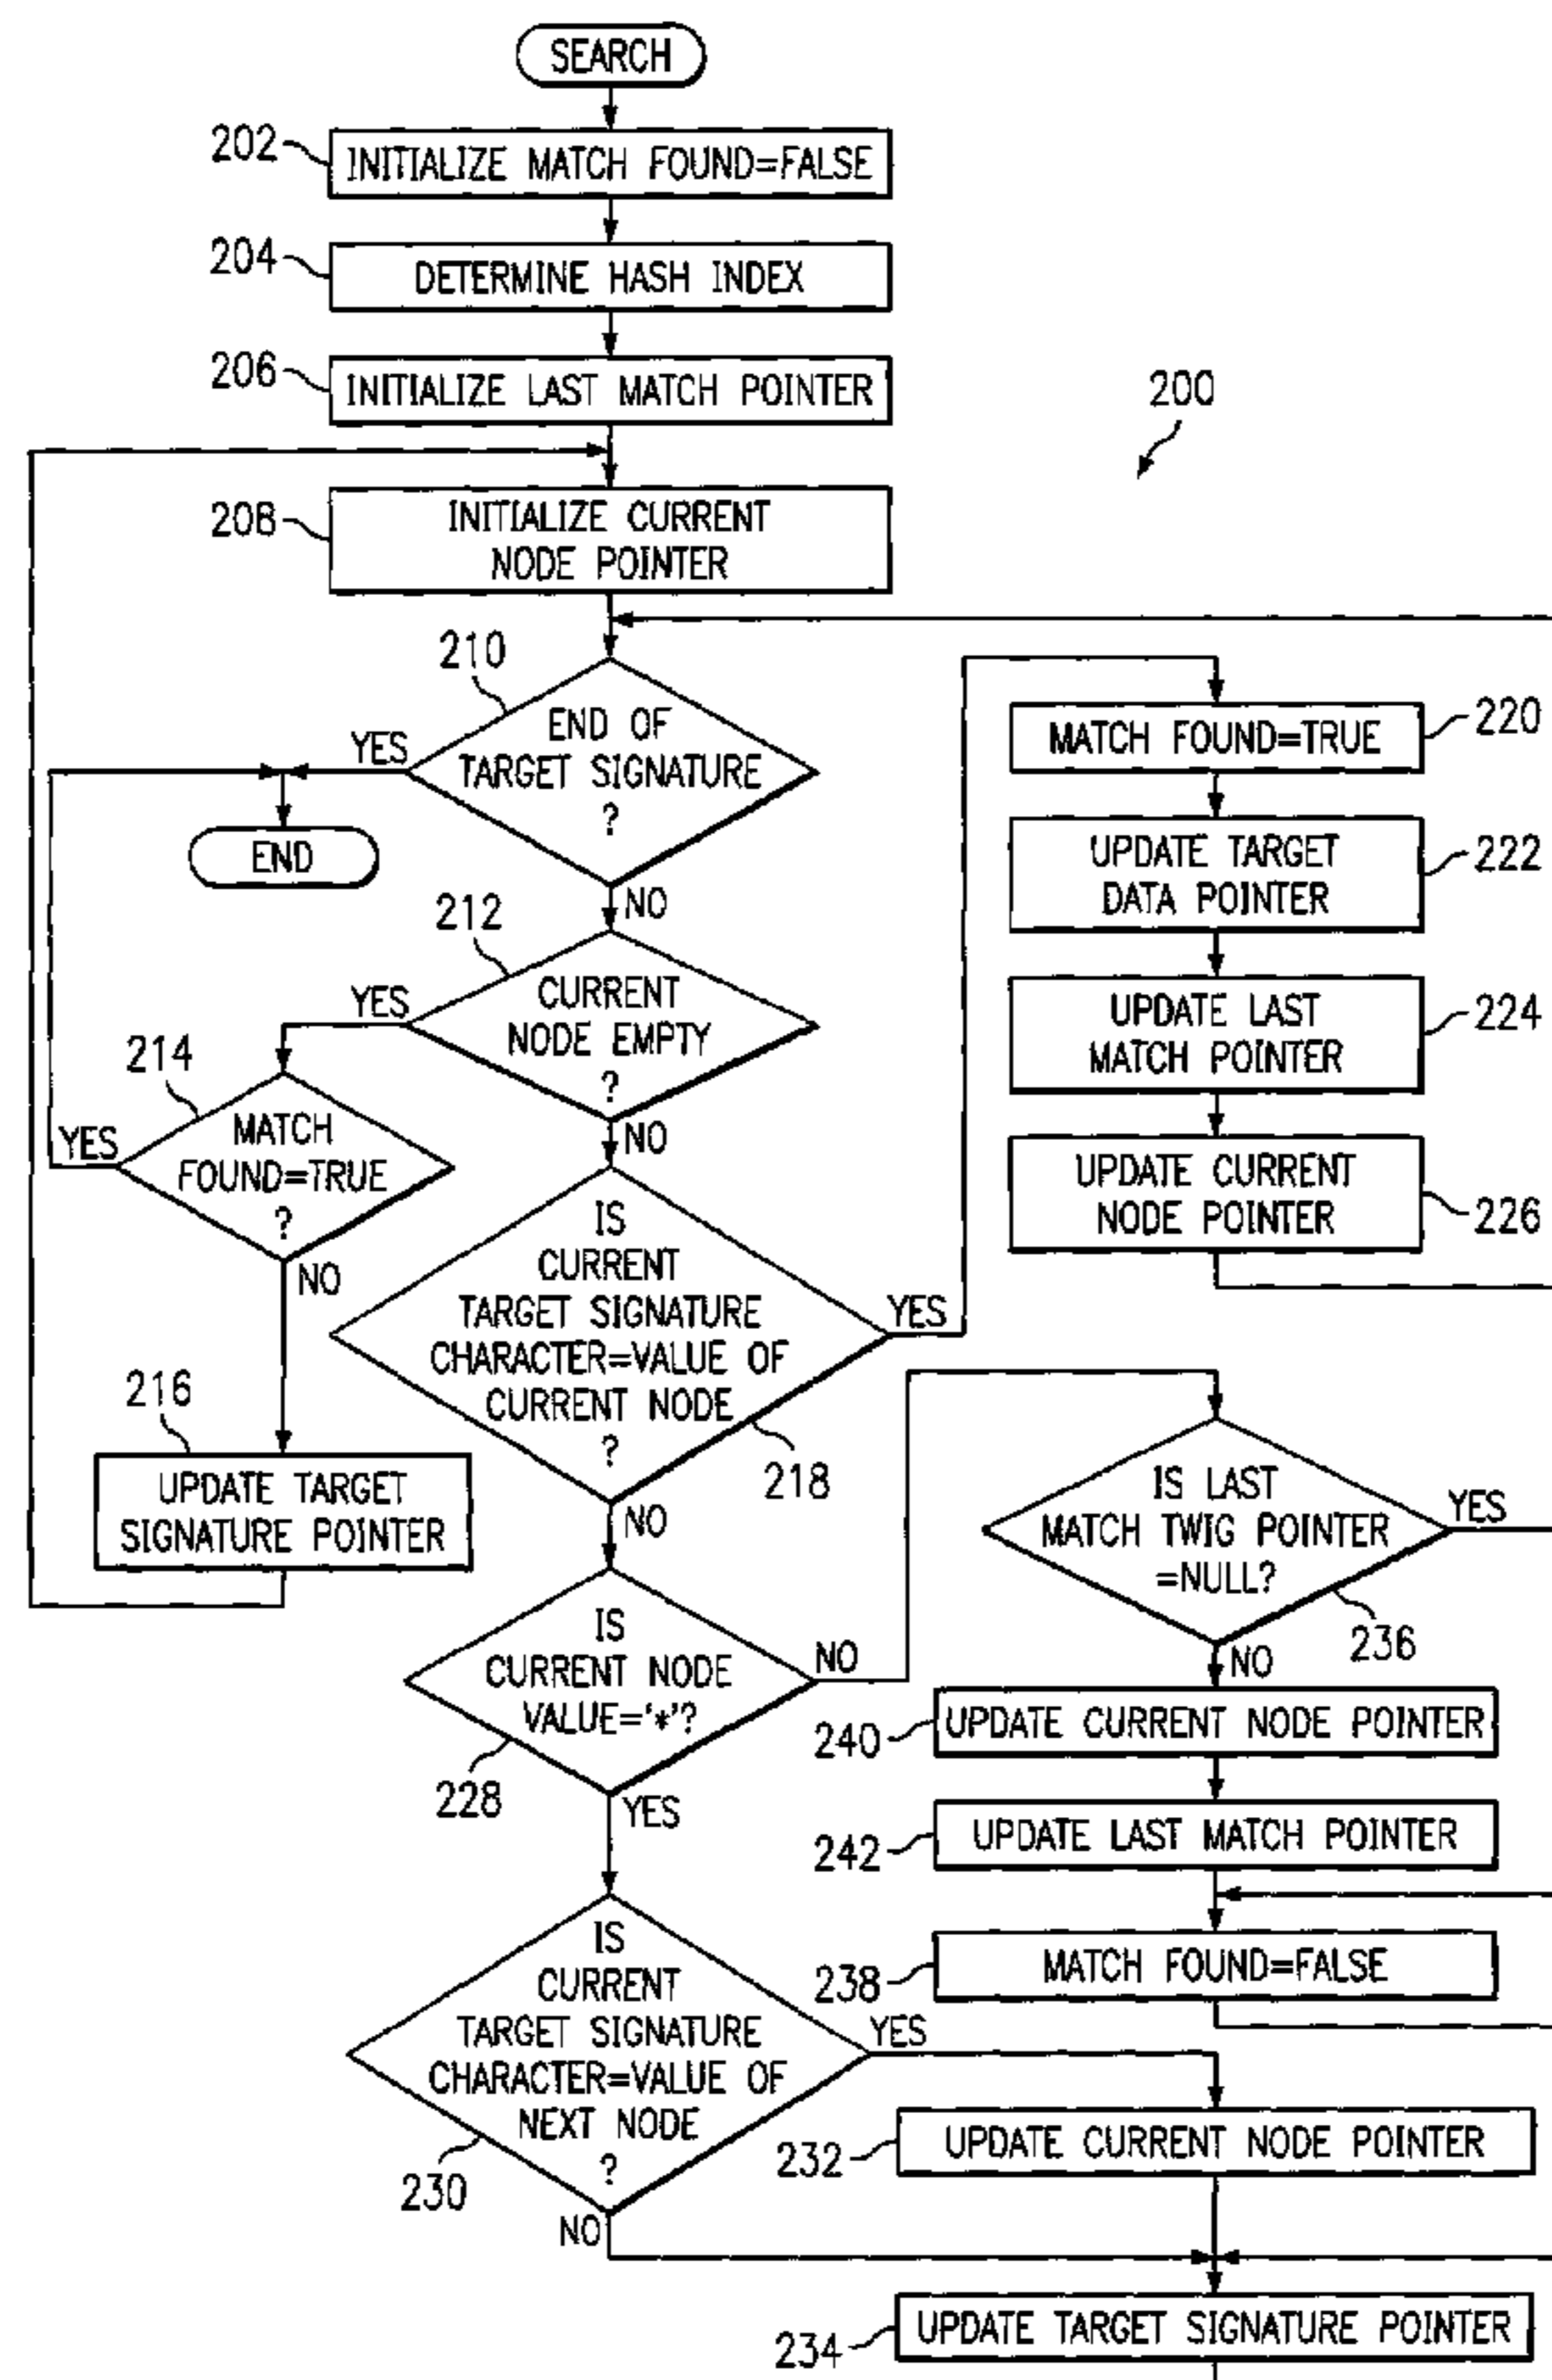 SEARCH
202
INITIALIZE MATCH FOUND=FALSE
204
DETERMINE HASH INDEX
206
INITIALIZE LAST MATCH POINTER
200
208
INITIALIZE CURRENT
NODE POINTER
210
END OF
TARGET SIGNATURE
?
YES
NO
END
MATCH FOUND=TRUE
220
UPDATE TARGET
DATA POINTER
222
UPDATE LAST
MATCH POINTER
224
UPDATE CURRENT
NODE POINTER
226
212
CURRENT
NODE EMPTY
?
YES
NO
214
MATCH
FOUND=TRUE
?
YES
NO
IS
CURRENT
TARGET SIGNATURE
CHARACTER=VALUE OF
CURRENT NODE
?
YES
218
NO
216
UPDATE TARGET
SIGNATURE POINTER
IS LAST
MATCH TWIG POINTER
=NULL?
YES
236
NO
IS
CURRENT NODE
VALUE='*'?
NO
228
YES
240
UPDATE CURRENT NODE POINTER
242
UPDATE LAST MATCH POINTER
238
MATCH FOUND=FALSE
IS
CURRENT
TARGET SIGNATURE
CHARACTER=VALUE OF
NEXT NODE
?
YES
230
NO
232
UPDATE CURRENT NODE POINTER
234
UPDATE TARGET SIGNATURE POINTER